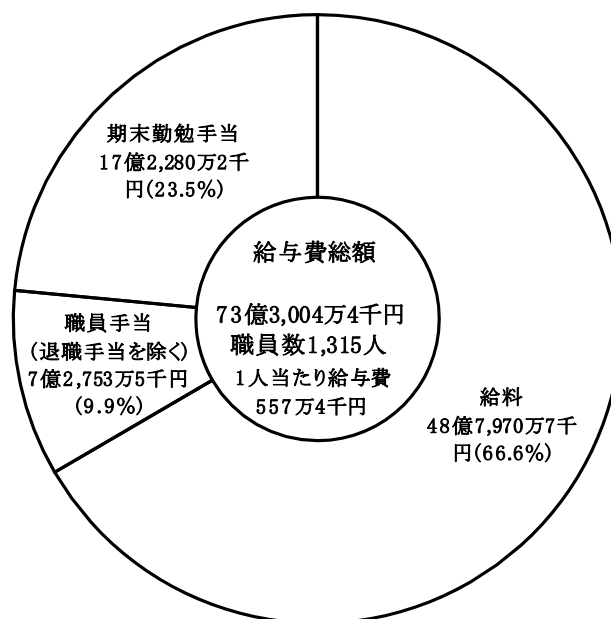 期末勤勉手当
17億2,280万2千
円(23.5%)
給与費総額
73億3,004万4千円
職員数1,315人
1人当たり給与費
557万4千円
職員手当
(退職手当を除く)
7億2,753万5千円
(9.9%)
給料
48億7,970万7千
円(66.6%)